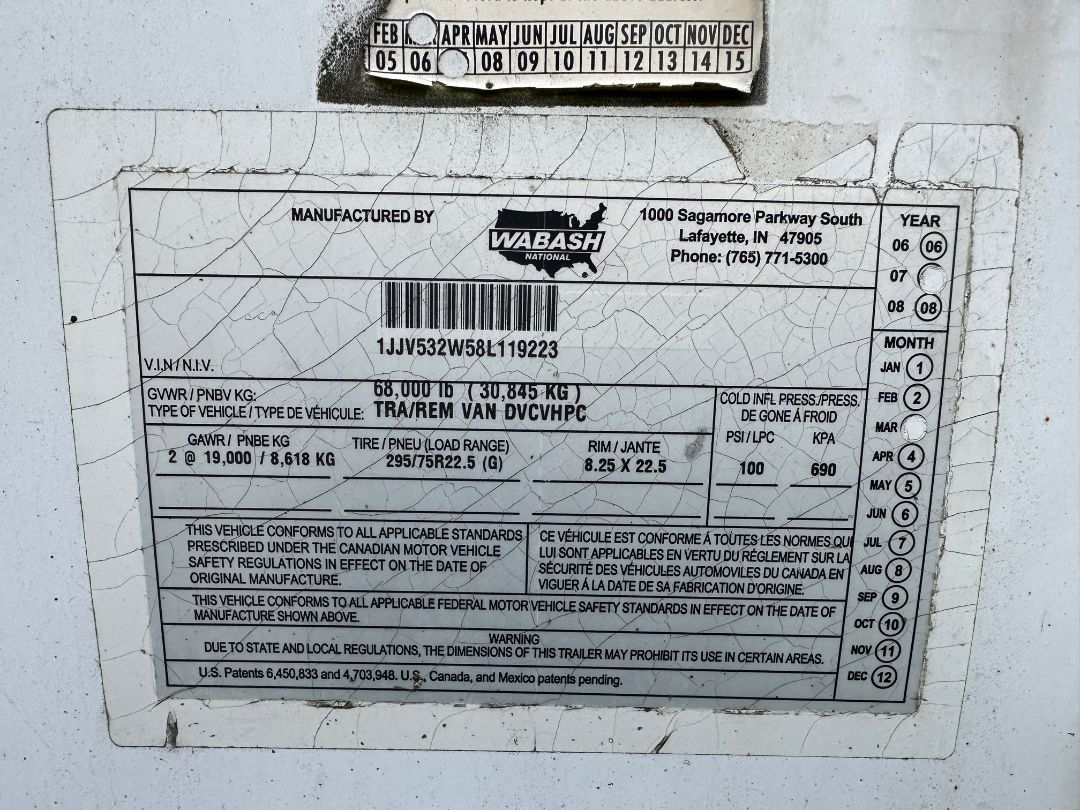 FEB APR MAY JUN JUL AUG SEP OCT NOV DEC
05 06 08 09 10 11 12 13 14 15
MANUFACTURED BY
WABASH
NATIONAL
1000 Sagamore Parkway South
Lafayette, IN 47905
Phone: (765) 771-5300
YEAR
06 06
07
08 08
1JJV532W58L119223
V.I.N / N.I.V.
GVWR / PNBV KG: 68,000 lb ( 30,845 KG )
TYPE OF VEHICLE / TYPE DE VÉHICULE: TRA/REM VAN DVCVHPC
COLD INFL PRESS./PRESS.
DE GONE Á FROID
PSI / LPC KPA
100 690
GAWR / PNBE KG
2 @ 19,000 / 8,618 KG
TIRE / PNEU (LOAD RANGE)
295/75R22.5 (G)
RIM / JANTE
8.25 X 22.5
MONTH
JAN 1
FEB 2
MAR
APR 4
MAY 5
JUN 6
JUL 7
AUG 8
SEP 9
OCT 10
NOV 11
DEC 12
THIS VEHICLE CONFORMS TO ALL APPLICABLE STANDARDS
PRESCRIBED UNDER THE CANADIAN MOTOR VEHICLE
SAFETY REGULATIONS IN EFFECT ON THE DATE OF
ORIGINAL MANUFACTURE.
CE VÉHICULE EST CONFORME Á TOUTES LES NORMES QUI
LUI SONT APPLICABLES EN VERTU DU RÉGLEMENT SUR LA
SÉCURITÉ DES VÉHICULES AUTOMOVILES DU CANADA EN
VIGUER Á LA DATE DE SA FABRICATION D'ORIGINE.
THIS VEHICLE CONFORMS TO ALL APPLICABLE FEDERAL MOTOR VEHICLE SAFETY STANDARDS IN EFFECT ON THE DATE OF
MANUFACTURE SHOWN ABOVE.
WARNING
DUE TO STATE AND LOCAL REGULATIONS, THE DIMENSIONS OF THIS TRAILER MAY PROHIBIT ITS USE IN CERTAIN AREAS.
U.S. Patents 6,450,833 and 4,703,948. U.S., Canada, and Mexico patents pending.